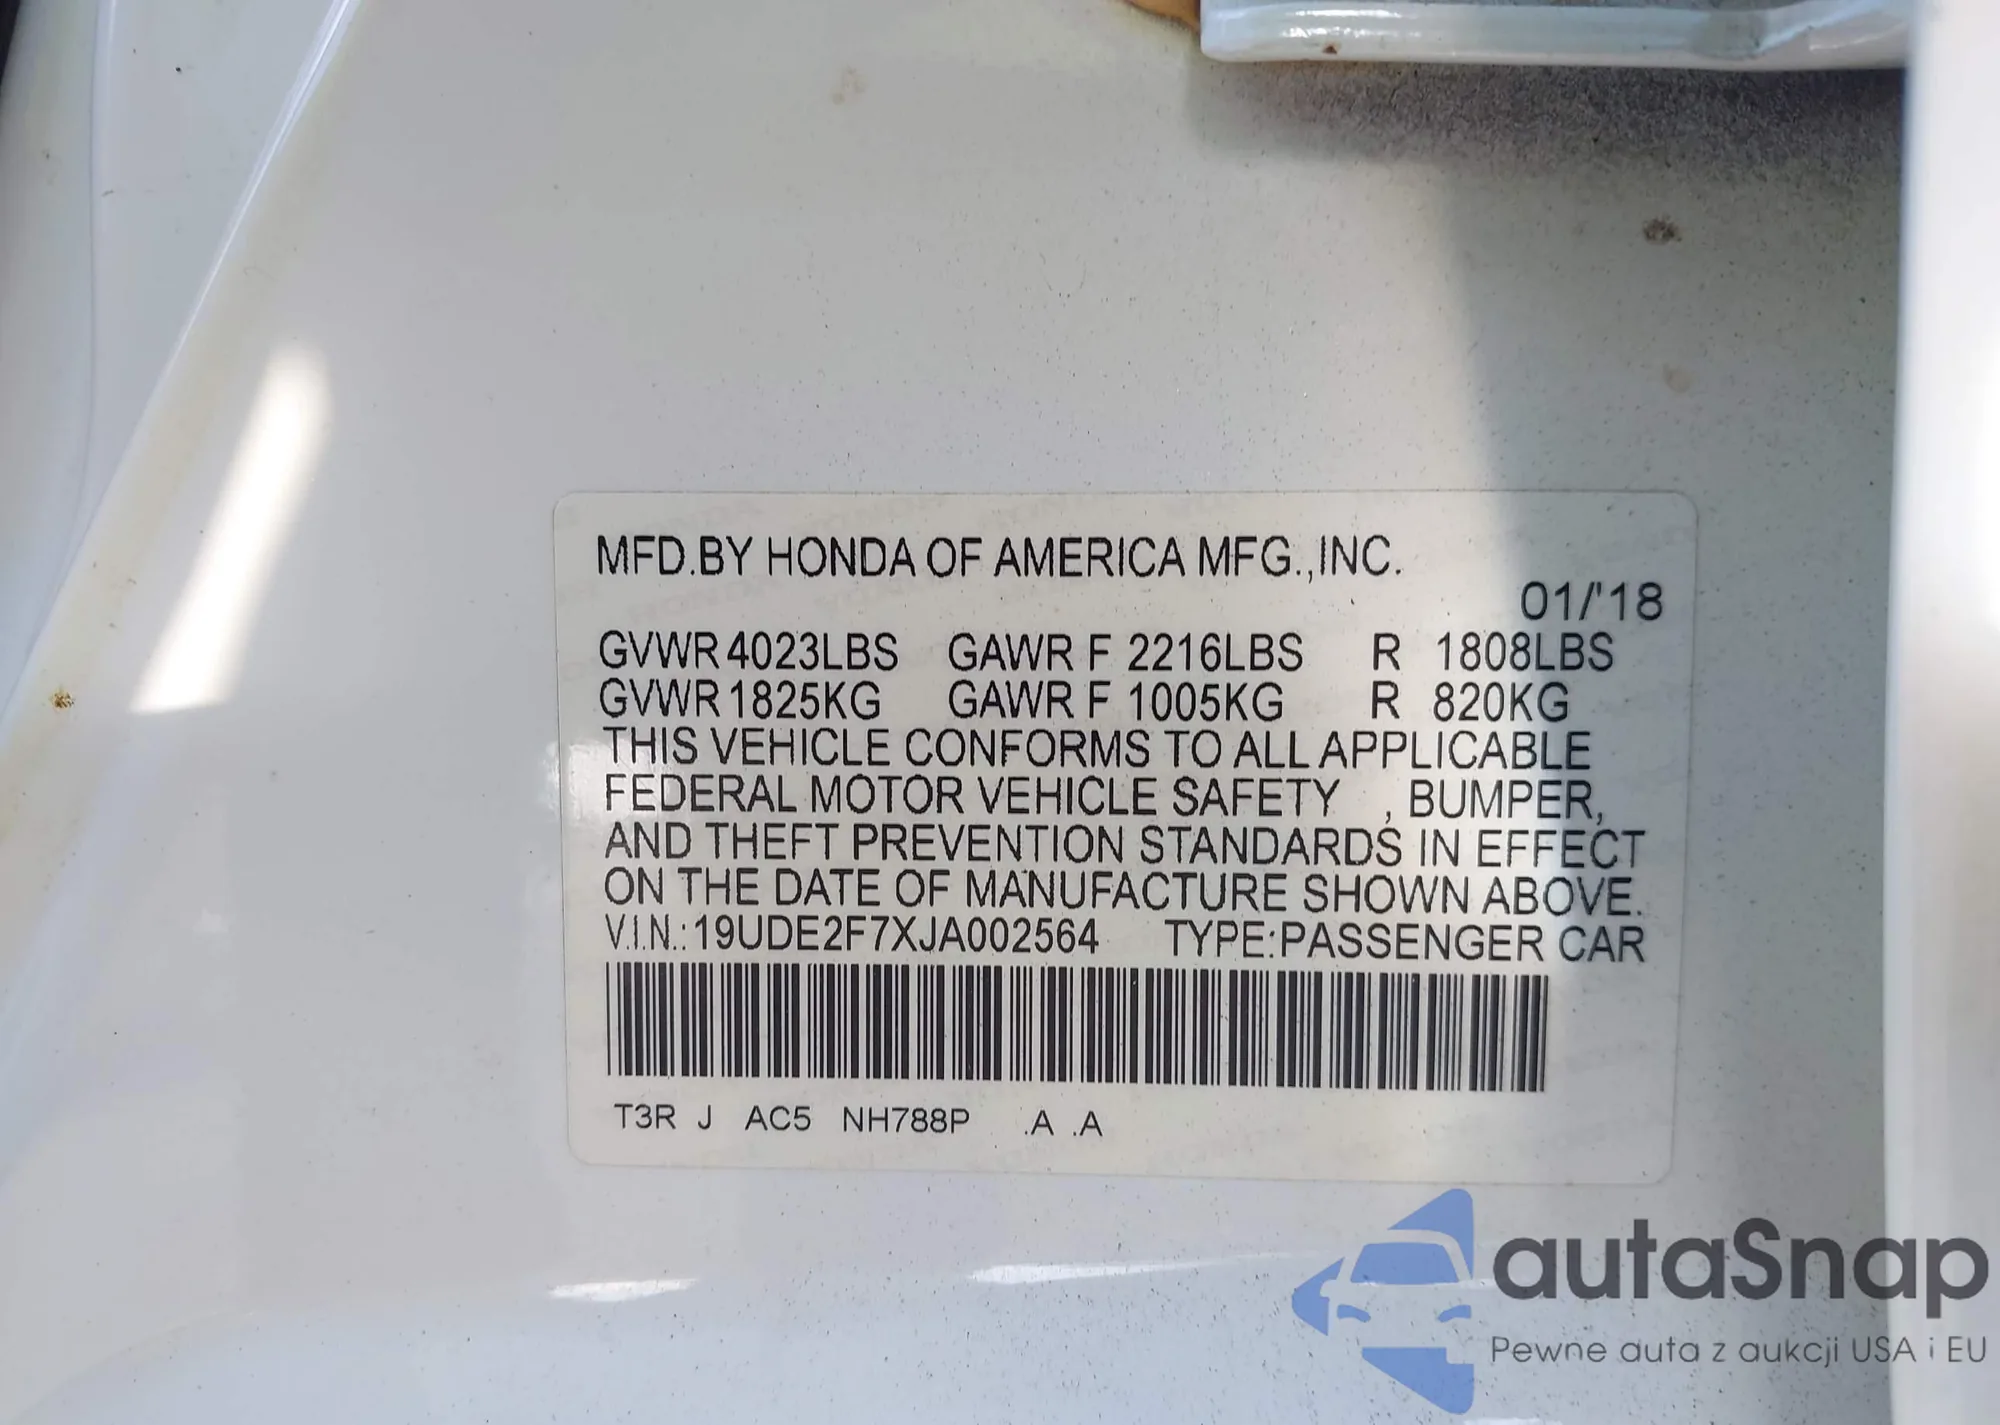 MFD.BY HONDA OF AMERICA MFG.,INC.
01/'18
GVWR 4023LBS GAWR F 2216LBS R 1808LBS
GVWR 1825KG GAWR F 1005KG R 820KG
THIS VEHICLE CONFORMS TO ALL APPLICABLE
FEDERAL MOTOR VEHICLE SAFETY , BUMPER,
AND THEFT PREVENTION STANDARDS IN EFFECT
ON THE DATE OF MANUFACTURE SHOWN ABOVE.
V.I.N.:19UDE2F7XJA002564 TYPE:PASSENGER CAR
T3R J AC5 NH788P .A .A
autaSnap
Pewne auta z aukcji USA i EU